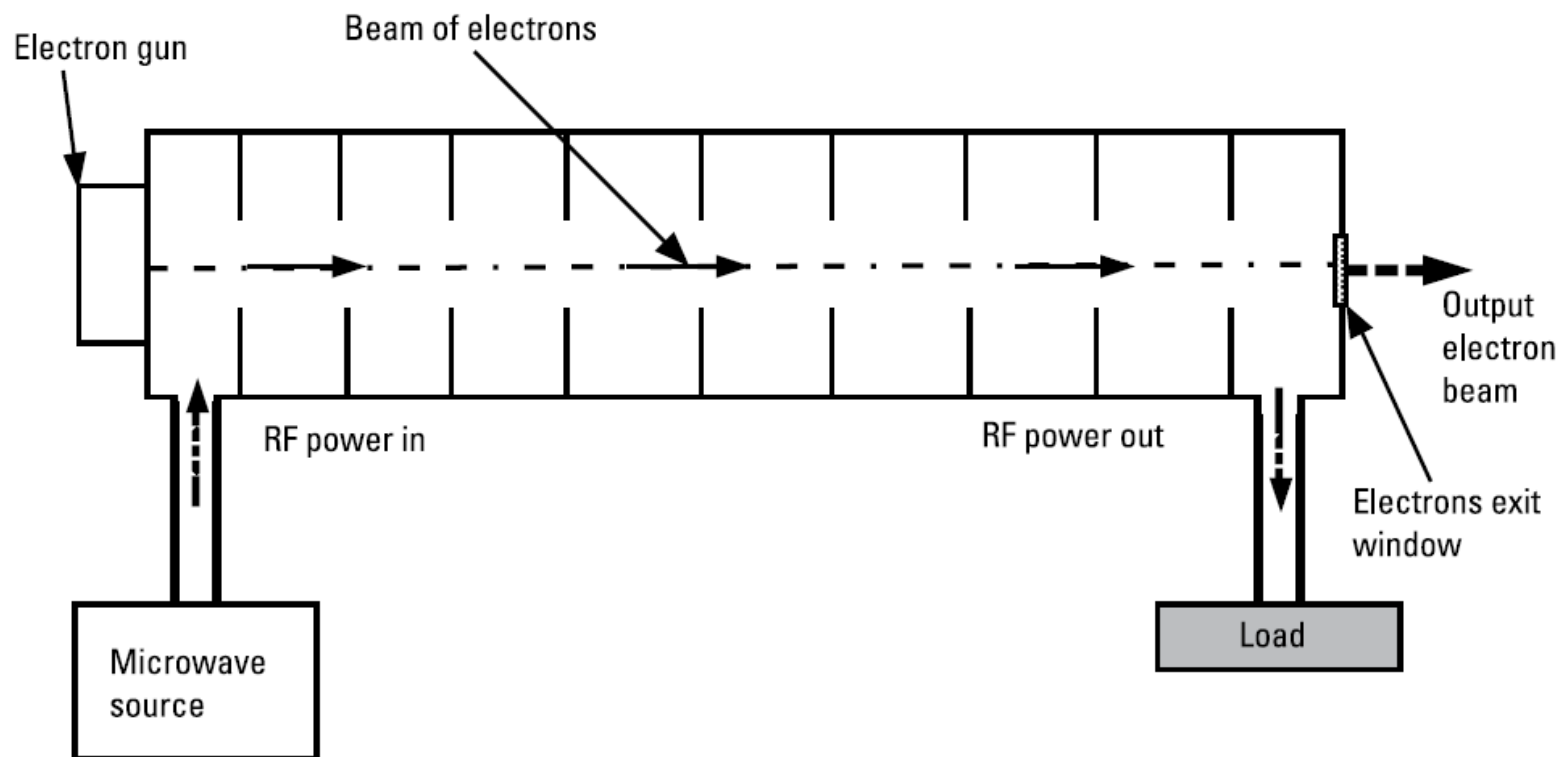 Beam of electrons
Electron gun
Output
electron
beam
RF power in
RF power out
Electrons exit
window
Microwave
source
Load